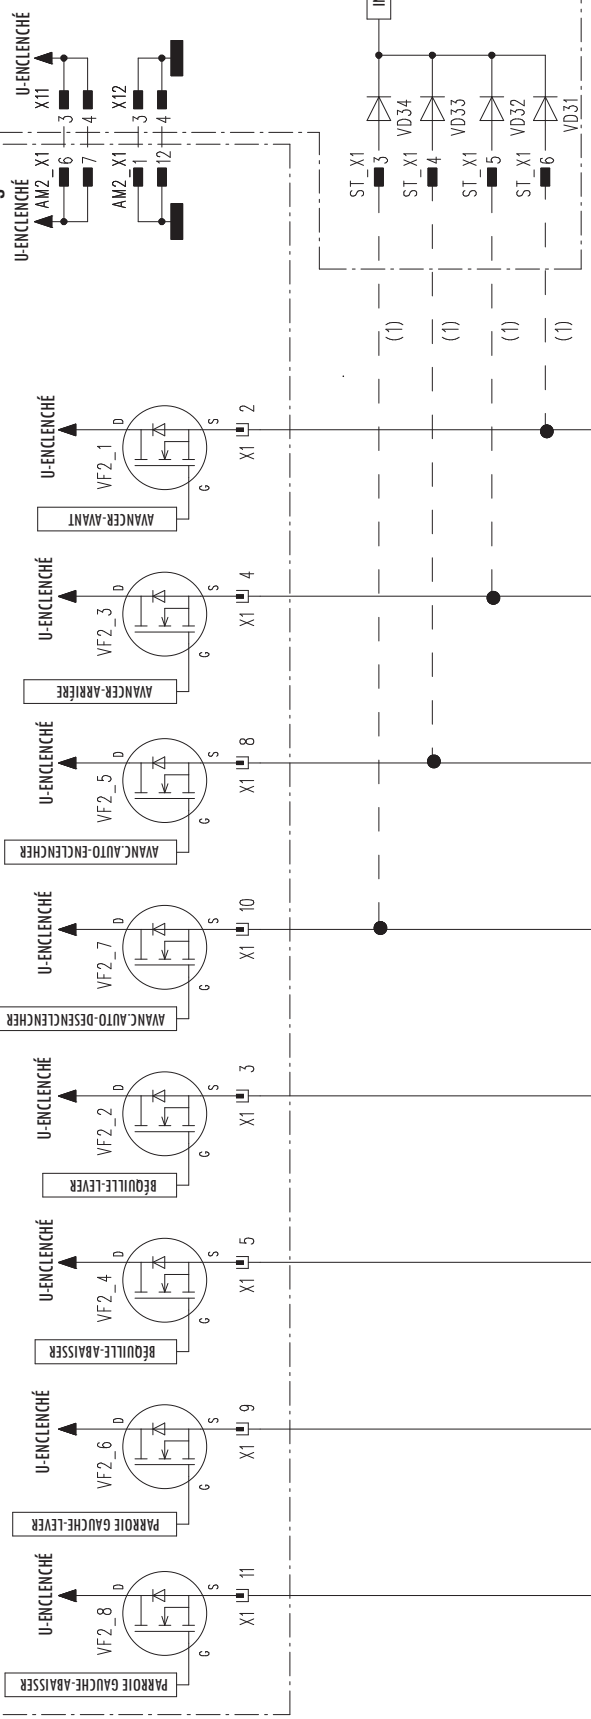 U-ENCLENCHÉ
X11
3
4
X12
3
4
U-ENCLENCHÉ
AM2_X1
6
7
AM2_X1
1
12
VD34
VD33
VD32
VD31
ST_X1
3
ST_X1
4
ST_X1
5
ST_X1
6
(1)
(1)
(1)
(1)
U-ENCLENCHÉ
VF2_1
D
S
G
X1
2
AVANCER-AVANT
U-ENCLENCHÉ
VF2_3
D
S
G
X1
4
AVANCER-ARRIÉRE
U-ENCLENCHÉ
VF2_5
D
S
G
X1
8
AVANC.AUTO-ENCLENCHER
U-ENCLENCHÉ
VF2_7
D
S
G
X1
10
AVANC.AUTO-DESENCLENCHER
U-ENCLENCHÉ
VF2_2
D
S
G
X1
3
BÉQUILLE-LEVER
U-ENCLENCHÉ
VF2_4
D
S
G
X1
5
BÉQUILLE-ABAISSER
U-ENCLENCHÉ
VF2_6
D
S
G
X1
9
PARROIE GAUCHE-LEVER
U-ENCLENCHÉ
VF2_8
D
S
G
X1
11
PARROIE GAUCHE-ABAISSER